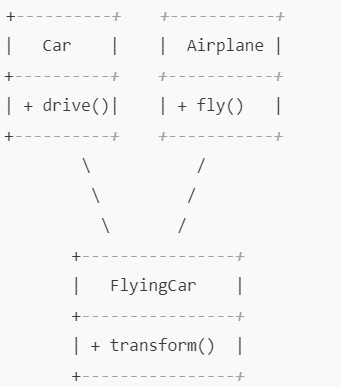 Car Airplane
+ drive() + fly()
FlyingCar
+ transform()